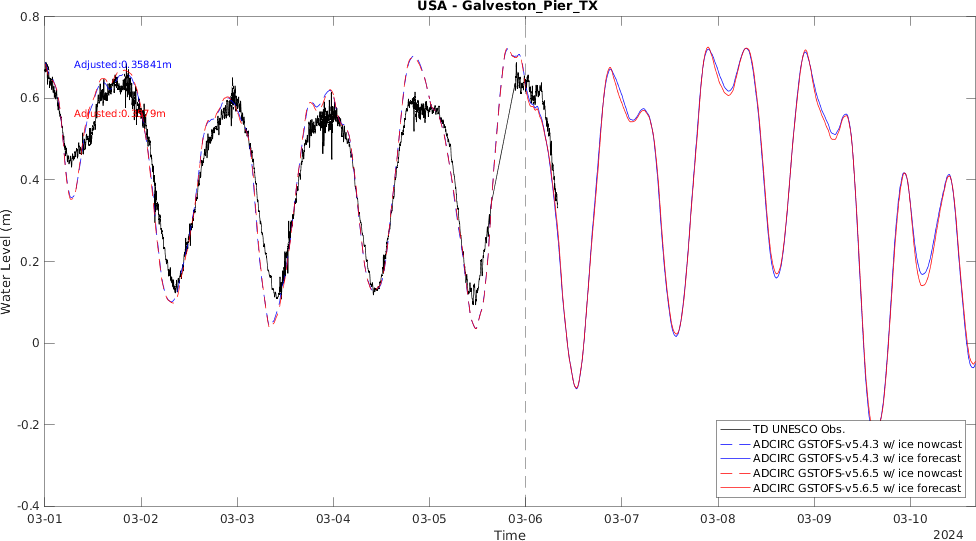 USA - Galveston_Pier_TX
0.8
0.6
0.4
0.2
0
-0.2
-0.4
Water Level (m)
Adjusted:0.35841m
03-01
03-02
03-03
03-04
03-05
03-06
03-07
03-08
03-09
03-10
Time
2024
TD UNESCO Obs.
ADCIRC GSTOFS-v5.4.3 w/ ice nowcast
ADCIRC GSTOFS-v5.4.3 w/ ice forecast
ADCIRC GSTOFS-v5.6.5 w/ ice nowcast
ADCIRC GSTOFS-v5.6.5 w/ ice forecast